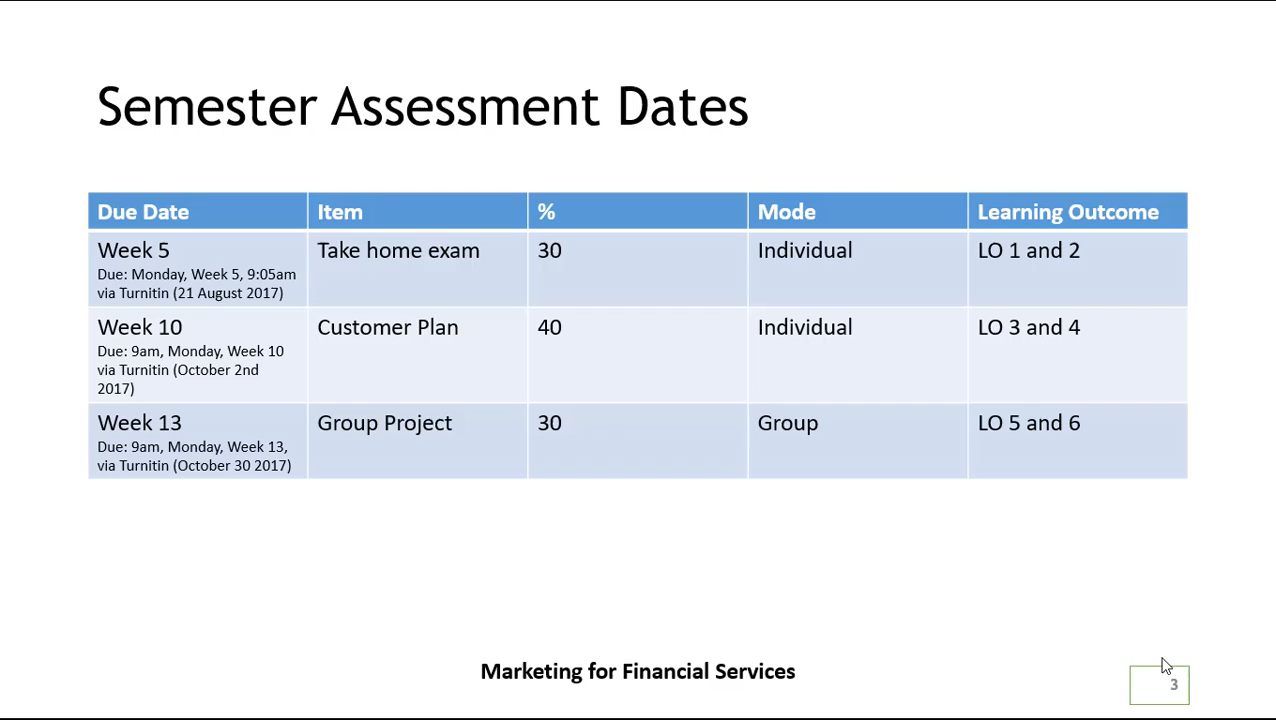 Semester Assessment Dates
Due Date Item % Mode Learning Outcome
Week 5 Take home exam 30 Individual LO 1 and 2
Due: Monday, Week 5, 9:05am
via Turnitin (21 August 2017)
Week 10 Customer Plan 40 Individual LO 3 and 4
Due: 9am, Monday, Week 10
via Turnitin (October 2nd
2017)
Week 13 Group Project 30 Group LO 5 and 6
Due: 9am, Monday, Week 13,
via Turnitin (October 30 2017)
Marketing for Financial Services
3